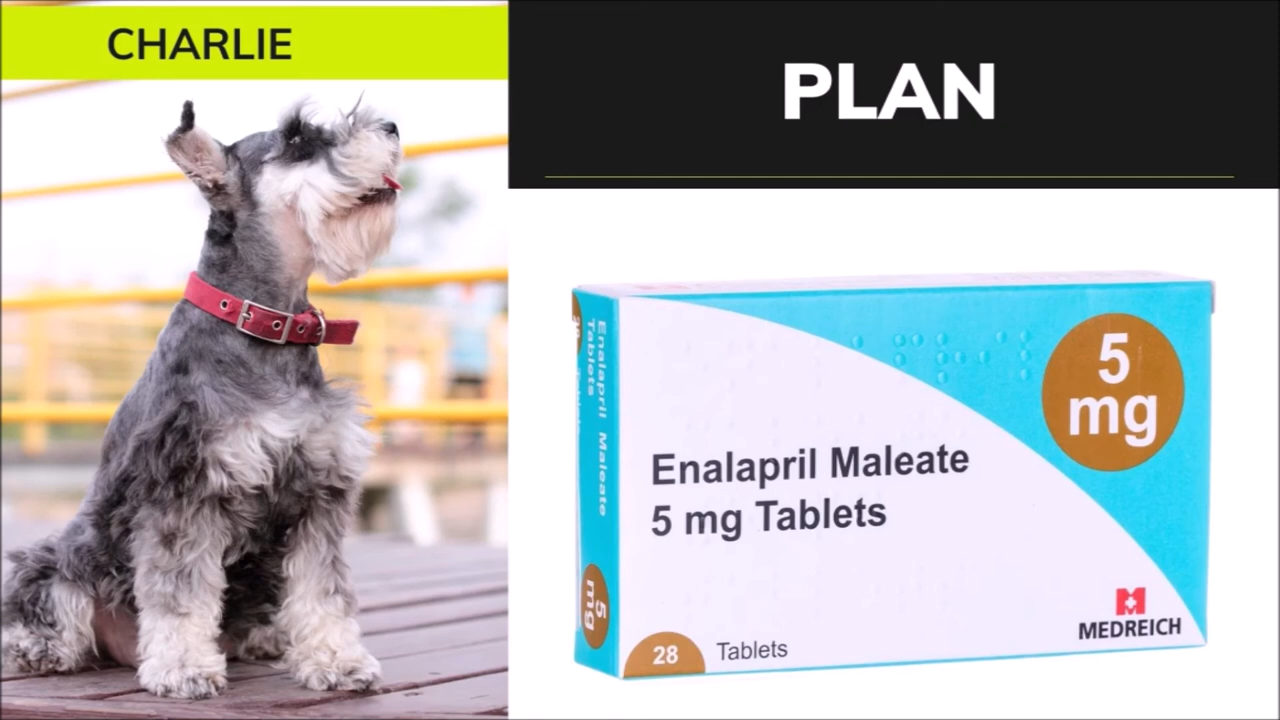 CHARLIE
PLAN
Enalapril Maleate
5 mg Tablets
5
mg
Enalapril Maleate
Tablets
5
mg
28 Tablets
MEDREICH